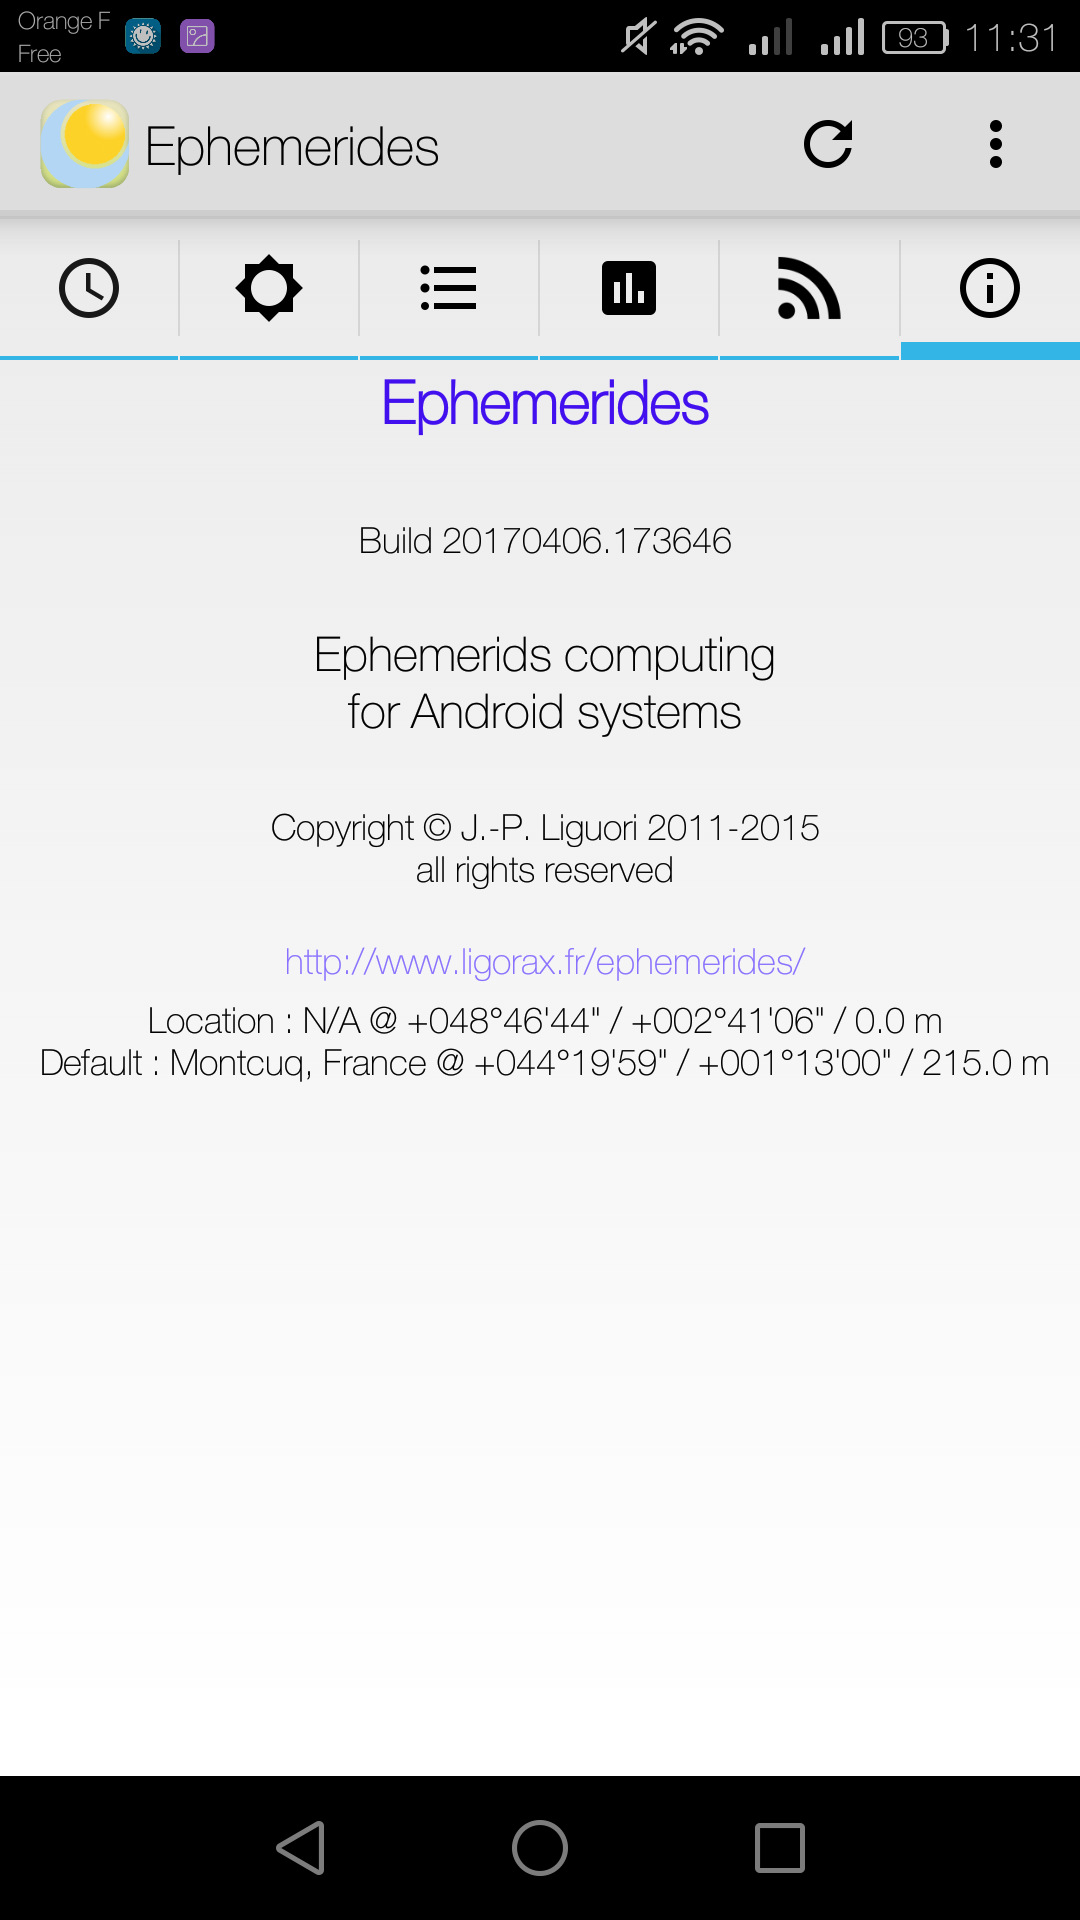 Orange F
Free
93
11:31
Ephemerides
Ephemerides
Build 20170406.173646
Ephemerids computing
for Android systems
Copyright © J.-P. Liguori 2011-2015
all rights reserved
http://www.ligorax.fr/ephemerides/
Location : N/A @ +048°46'44" / +002°41'06" / 0.0 m
Default : Montcuq, France @ +044°19'59" / +001°13'00" / 215.0 m